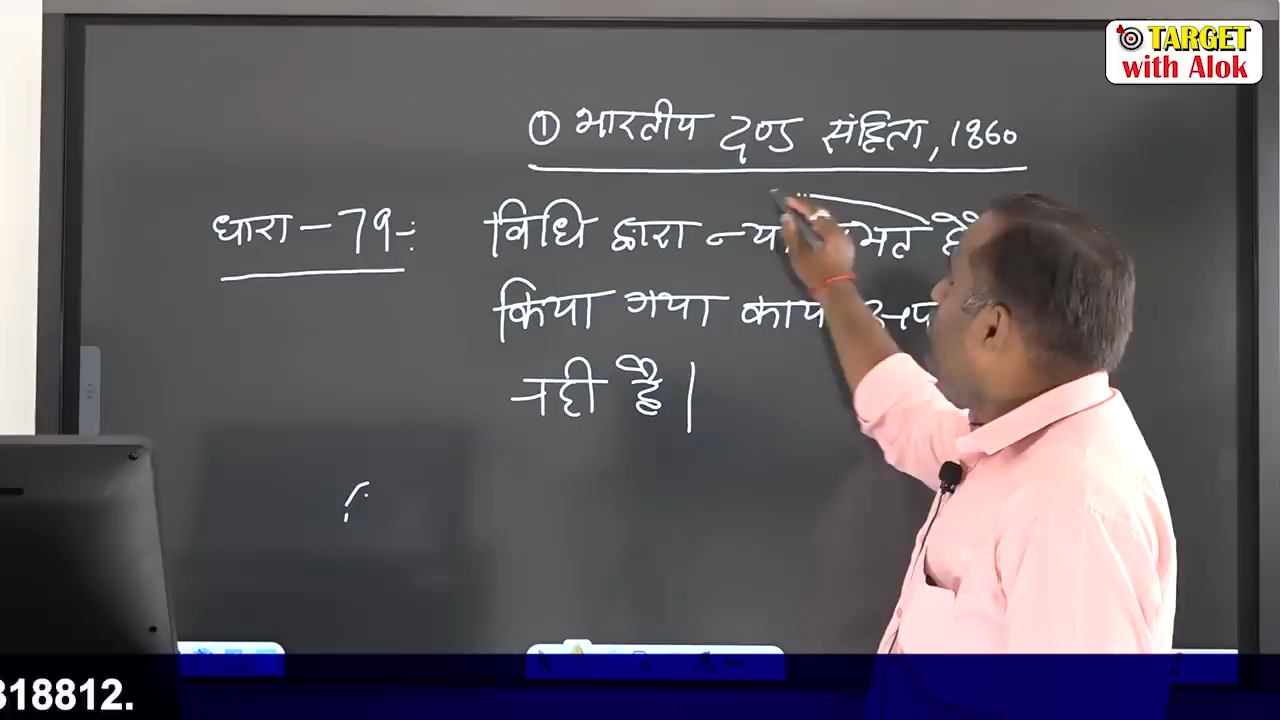 TARGET
with Alok
① भारतीय दण्ड संहिता, 1860
धारा - 79 -:
विधि द्वारा
किया गया
नही है।
318812.